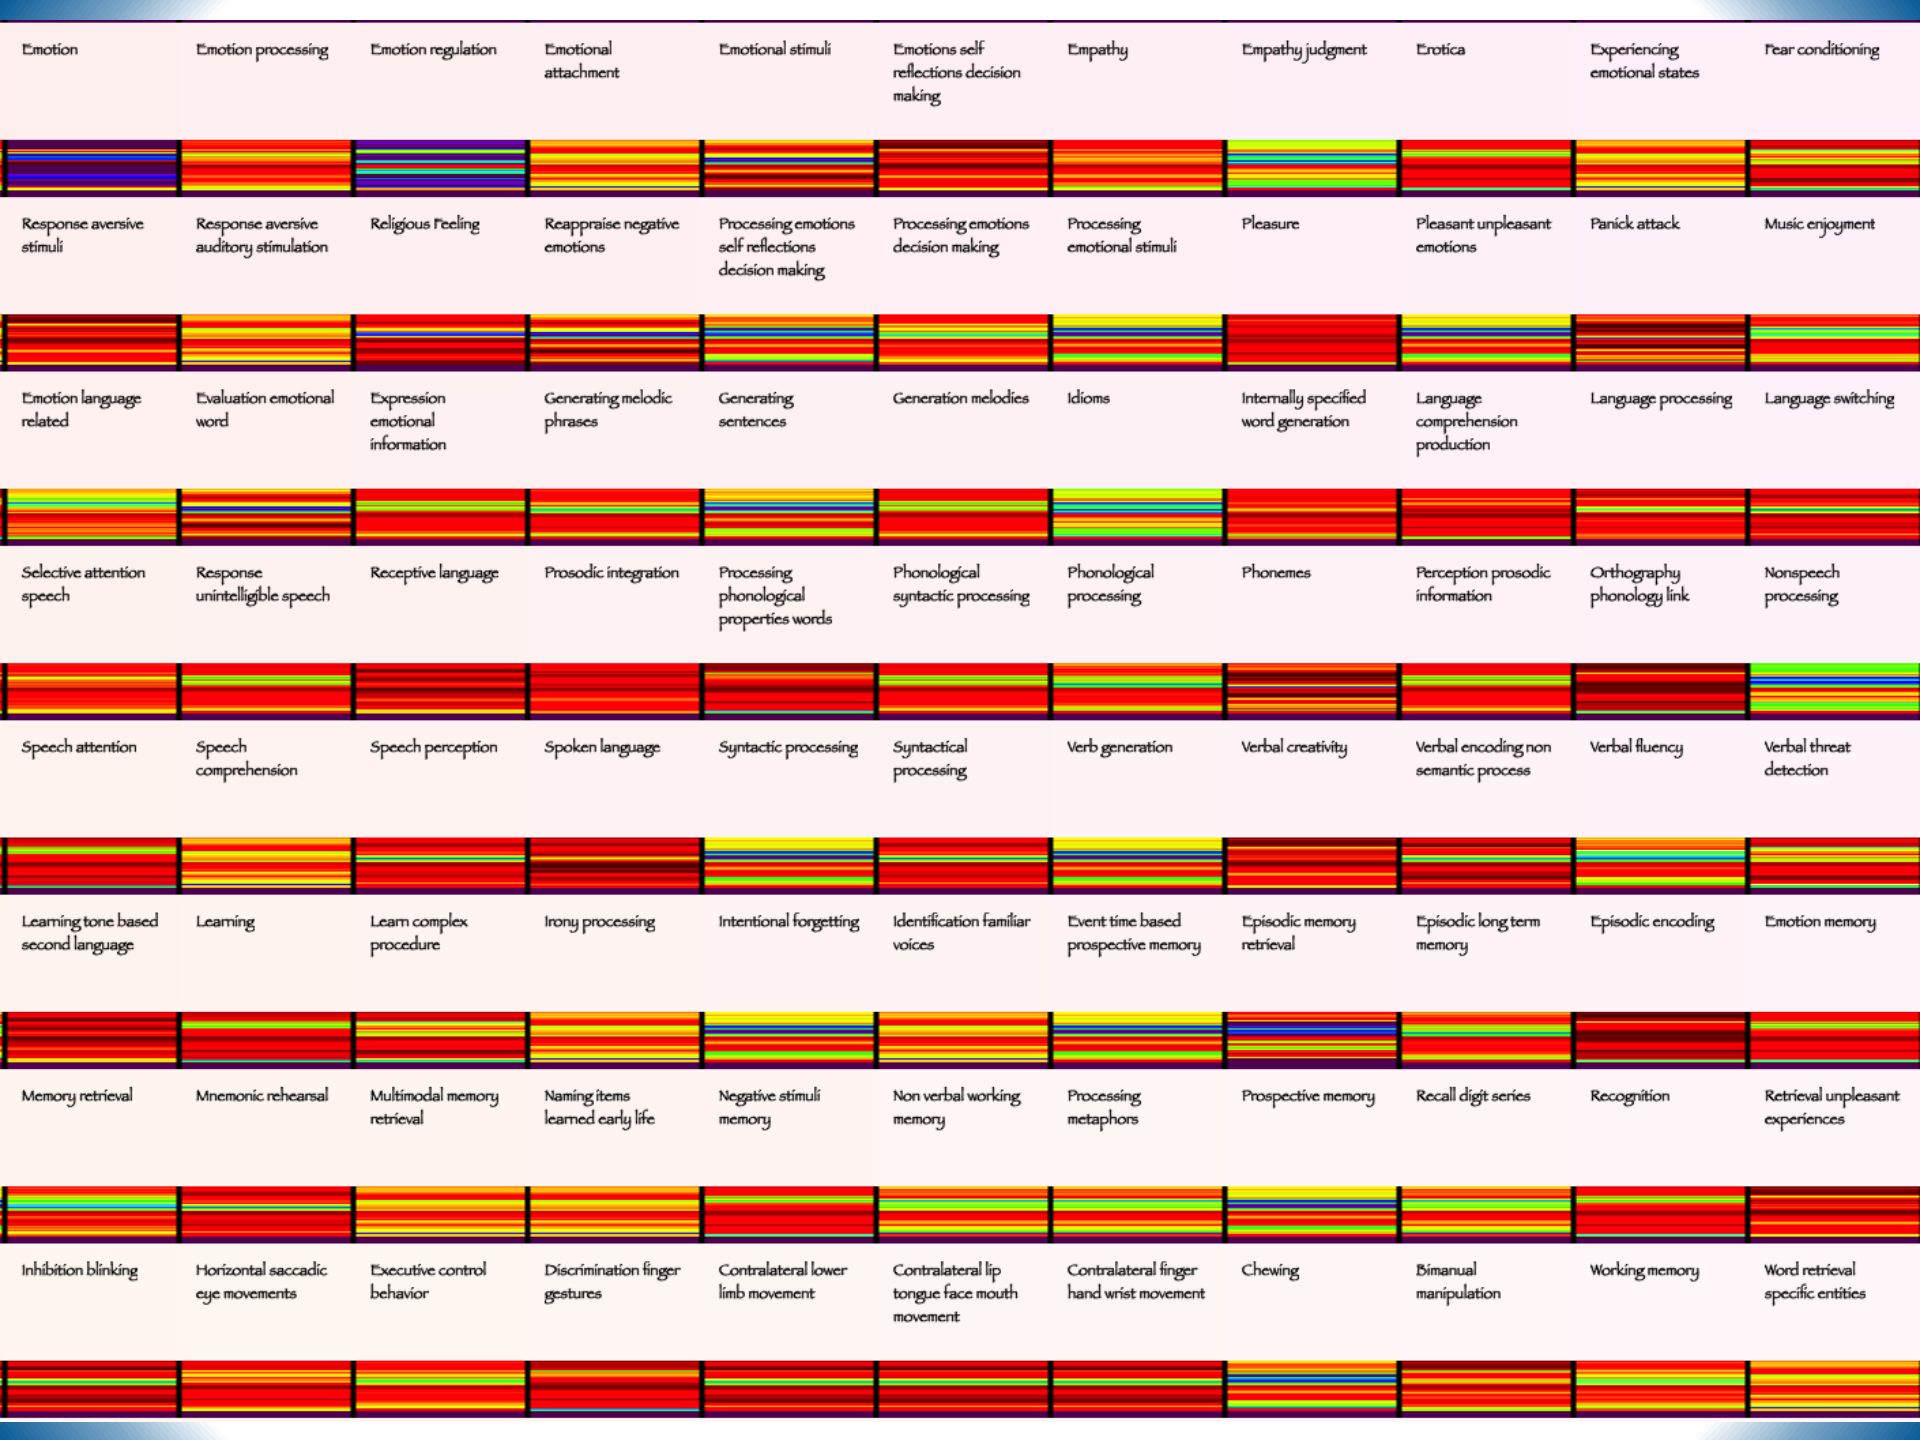 Emotion
Emotion processing
Emotion regulation
Emotional
attachment
Emotional stimuli
Emotions self
reflections decision
making
Empathy
Empathy judgment
Erotica
Experiencing
emotional states
Fear conditioning
Response aversive
stimuli
Response aversive
auditory stimulation
Religious Feeling
Reappraise negative
emotions
Processing emotions
self reflections
decision making
Processing emotions
decision making
Processing
emotional stimuli
Pleasure
Pleasant unpleasant
emotions
Panick attack
Music enjoyment
Emotion language
related
Evaluation emotional
word
Expression
emotional
information
Generating melodic
phrases
Generating
sentences
Generation melodies
Idioms
Internally specified
word generation
Language
comprehension
production
Language processing
Language switching
Selective attention
speech
Response
unintelligible speech
Receptive language
Prosodic integration
Processing
phonological
properties words
Phonological
syntactic processing
Phonological
processing
Phonemes
Perception prosodic
information
Orthography
phonology link
Nonspeech
processing
Speech attention
Speech
comprehension
Speech perception
Spoken language
Syntactic processing
Syntactical
processing
Verb generation
Verbal creativity
Verbal encoding non
semantic process
Verbal fluency
Verbal threat
detection
Learning tone based
second language
Learning
Learn complex
procedure
Irony processing
Intentional forgetting
Identification familiar
voices
Event time based
prospective memory
Episodic memory
retrieval
Episodic long term
memory
Episodic encoding
Emotion memory
Memory retrieval
Mnemonic rehearsal
Multimodal memory
retrieval
Naming items
learned early life
Negative stimuli
memory
Non verbal working
memory
Processing
metaphors
Prospective memory
Recall digit series
Recognition
Retrieval unpleasant
experiences
Inhibition blinking
Horizontal saccadic
eye movements
Executive control
behavior
Discrimination finger
gestures
Contralateral lower
limb movement
Contralateral lip
tongue face mouth
movement
Contralateral finger
hand wrist movement
Chewing
Bimanual
manipulation
Working memory
Word retrieval
specific entities